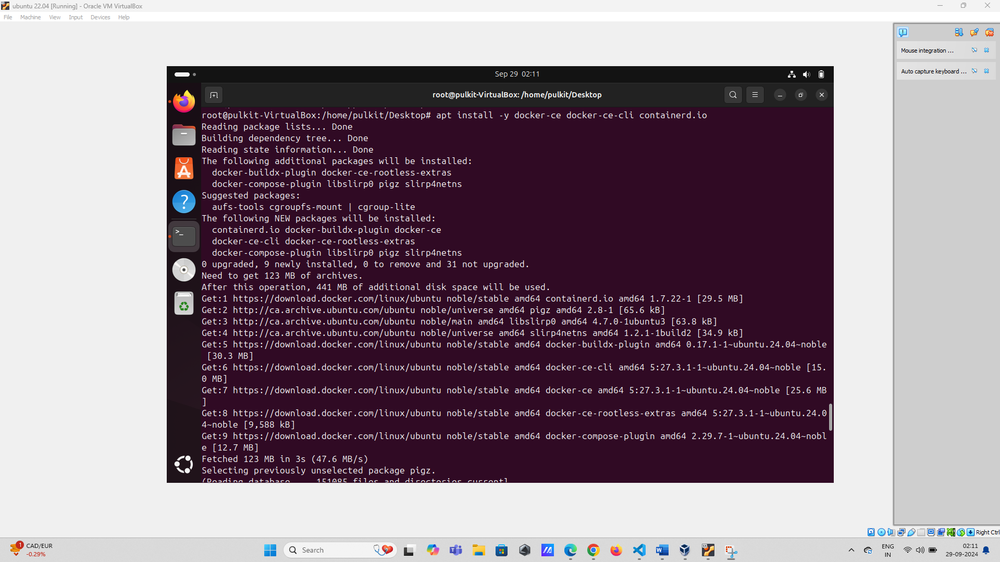 ubuntu 22.04 [Running] - Oracle VM VirtualBox
File Machine View Input Devices Help
Mouse integration ...
Auto capture keyboard ...
Sep 29 02:11
root@pulkit-VirtualBox: /home/pulkit/Desktop
root@pulkit-VirtualBox:/home/pulkit/Desktop# apt install -y docker-ce docker-ce-cli containerd.io
Reading package lists... Done
Building dependency tree... Done
Reading state information... Done
The following additional packages will be installed:
  docker-buildx-plugin docker-ce-rootless-extras
  docker-compose-plugin libslirp0 pigz slirp4netns
Suggested packages:
  aufs-tools cgroupfs-mount | cgroup-lite
The following NEW packages will be installed:
  containerd.io docker-buildx-plugin docker-ce
  docker-ce-cli docker-ce-rootless-extras
  docker-compose-plugin libslirp0 pigz slirp4netns
0 upgraded, 9 newly installed, 0 to remove and 31 not upgraded.
Need to get 123 MB of archives.
After this operation, 441 MB of additional disk space will be used.
Get:1 https://download.docker.com/linux/ubuntu noble/stable amd64 containerd.io amd64 1.7.22-1 [29.5 MB]
Get:2 http://ca.archive.ubuntu.com/ubuntu noble/universe amd64 pigz amd64 2.8-1 [65.6 kB]
Get:3 http://ca.archive.ubuntu.com/ubuntu noble/main amd64 libslirp0 amd64 4.7.0-1ubuntu3 [63.8 kB]
Get:4 http://ca.archive.ubuntu.com/ubuntu noble/universe amd64 slirp4netns amd64 1.2.1-1build2 [34.9 kB]
Get:5 https://download.docker.com/linux/ubuntu noble/stable amd64 docker-buildx-plugin amd64 0.17.1-1~ubuntu.24.04~noble
 [30.3 MB]
Get:6 https://download.docker.com/linux/ubuntu noble/stable amd64 docker-ce-cli amd64 5:27.3.1-1~ubuntu.24.04~noble [15.
0 MB]
Get:7 https://download.docker.com/linux/ubuntu noble/stable amd64 docker-ce amd64 5:27.3.1-1~ubuntu.24.04~noble [25.6 MB
]
Get:8 https://download.docker.com/linux/ubuntu noble/stable amd64 docker-ce-rootless-extras amd64 5:27.3.1-1~ubuntu.24.0
4~noble [9,588 kB]
Get:9 https://download.docker.com/linux/ubuntu noble/stable amd64 docker-compose-plugin amd64 2.29.7-1~ubuntu.24.04~nobl
e [12.7 MB]
Fetched 123 MB in 3s (47.6 MB/s)
Selecting previously unselected package pigz.
(Reading database ... 151085 files and directories current
Right Ctrl
1
CAD/EUR
-0.29%
Search
ENG
IN
02:11
29-09-2024